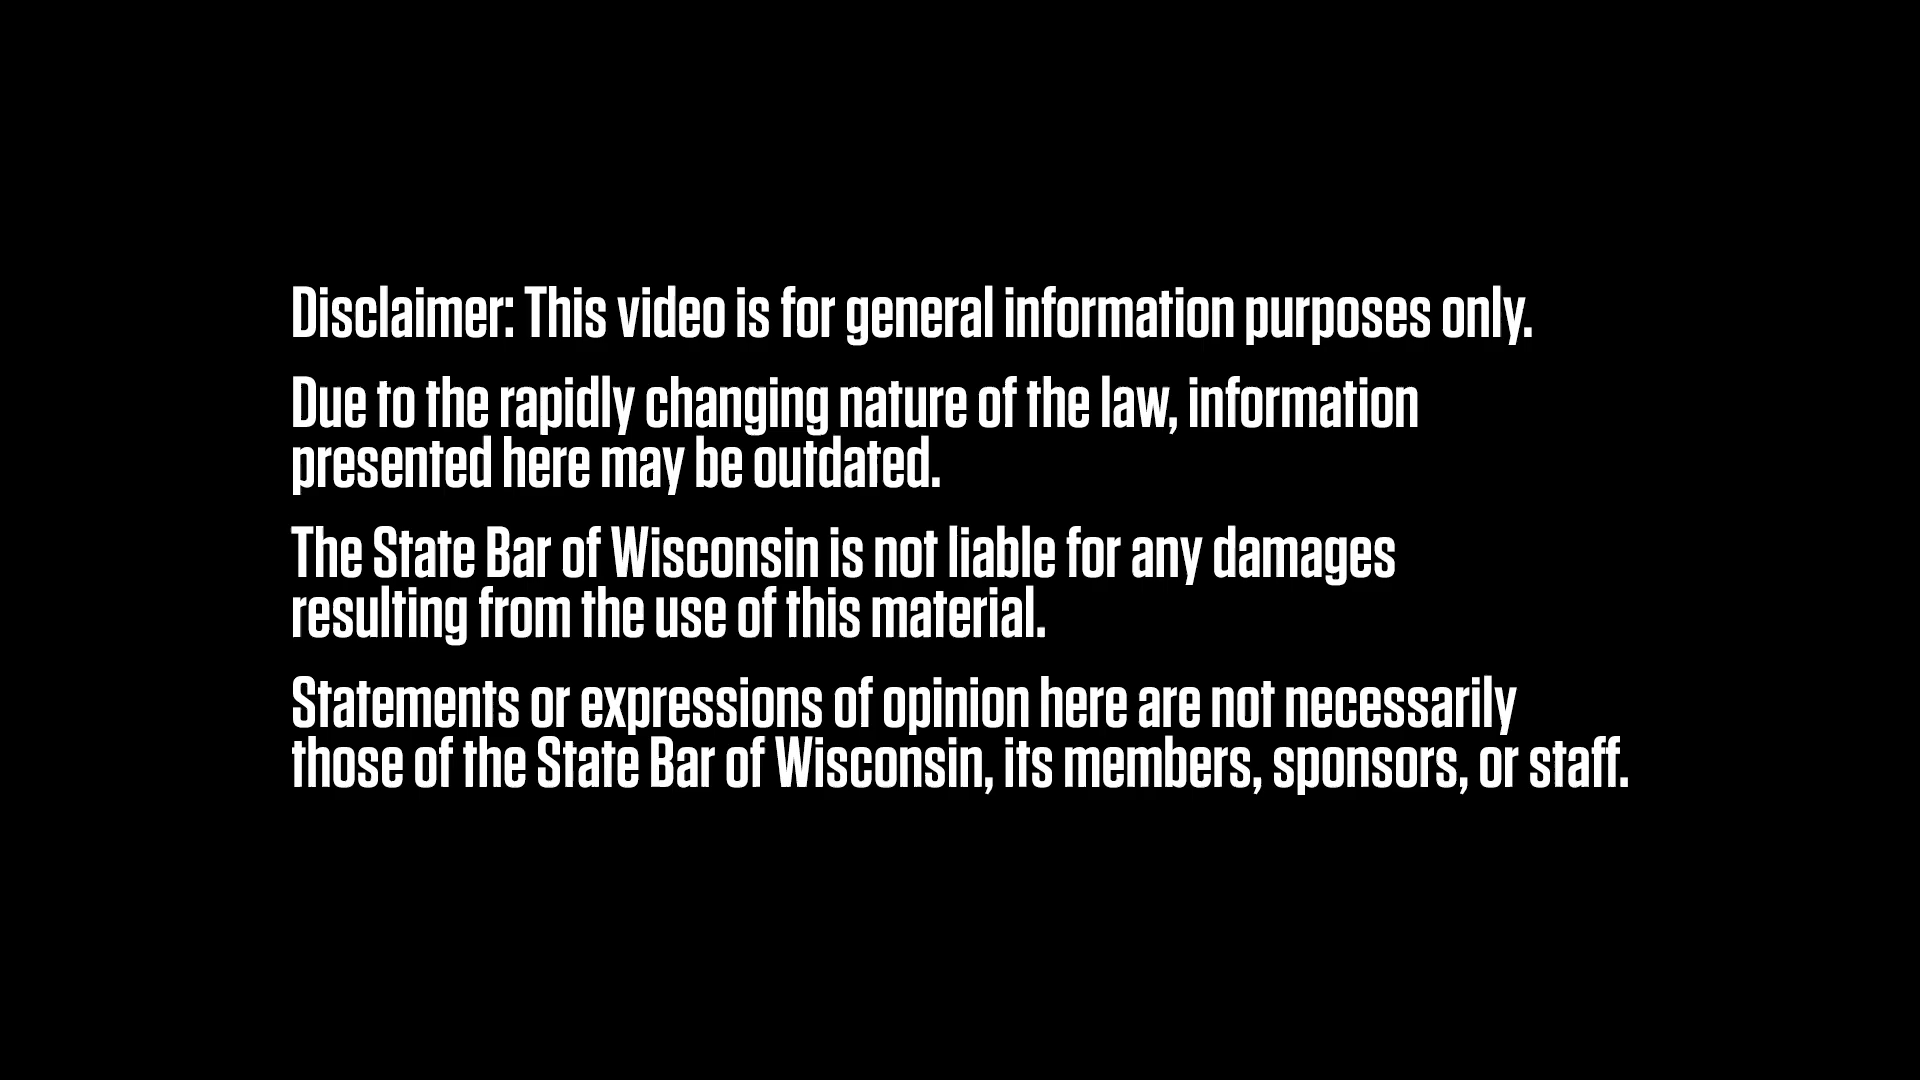 Disclaimer: This video is for general information purposes only.
Due to the rapidly changing nature of the law, information
presented here may be outdated.
The State Bar of Wisconsin is not liable for any damages
resulting from the use of this material.
Statements or expressions of opinion here are not necessarily
those of the State Bar of Wisconsin, its members, sponsors, or staff.